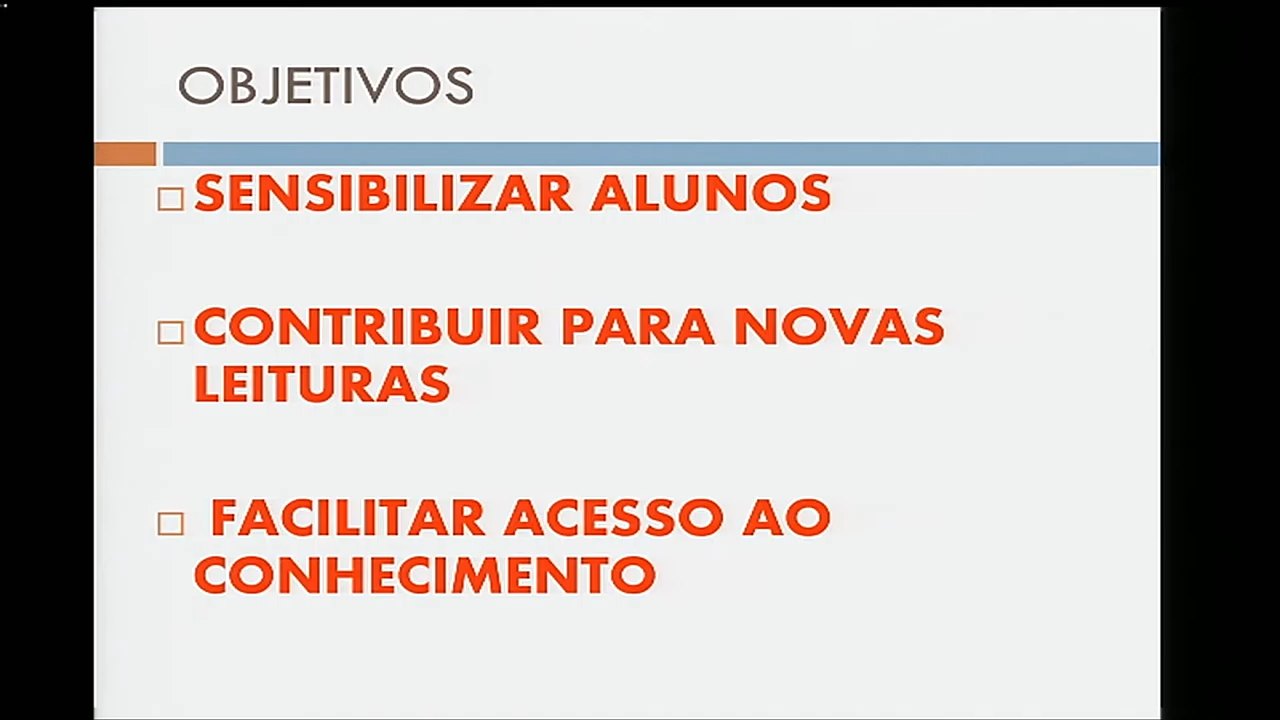 OBJETIVOS
SENSIBILIZAR ALUNOS
CONTRIBUIR PARA NOVAS
LEITURAS
FACILITAR ACESSO AO
CONHECIMENTO